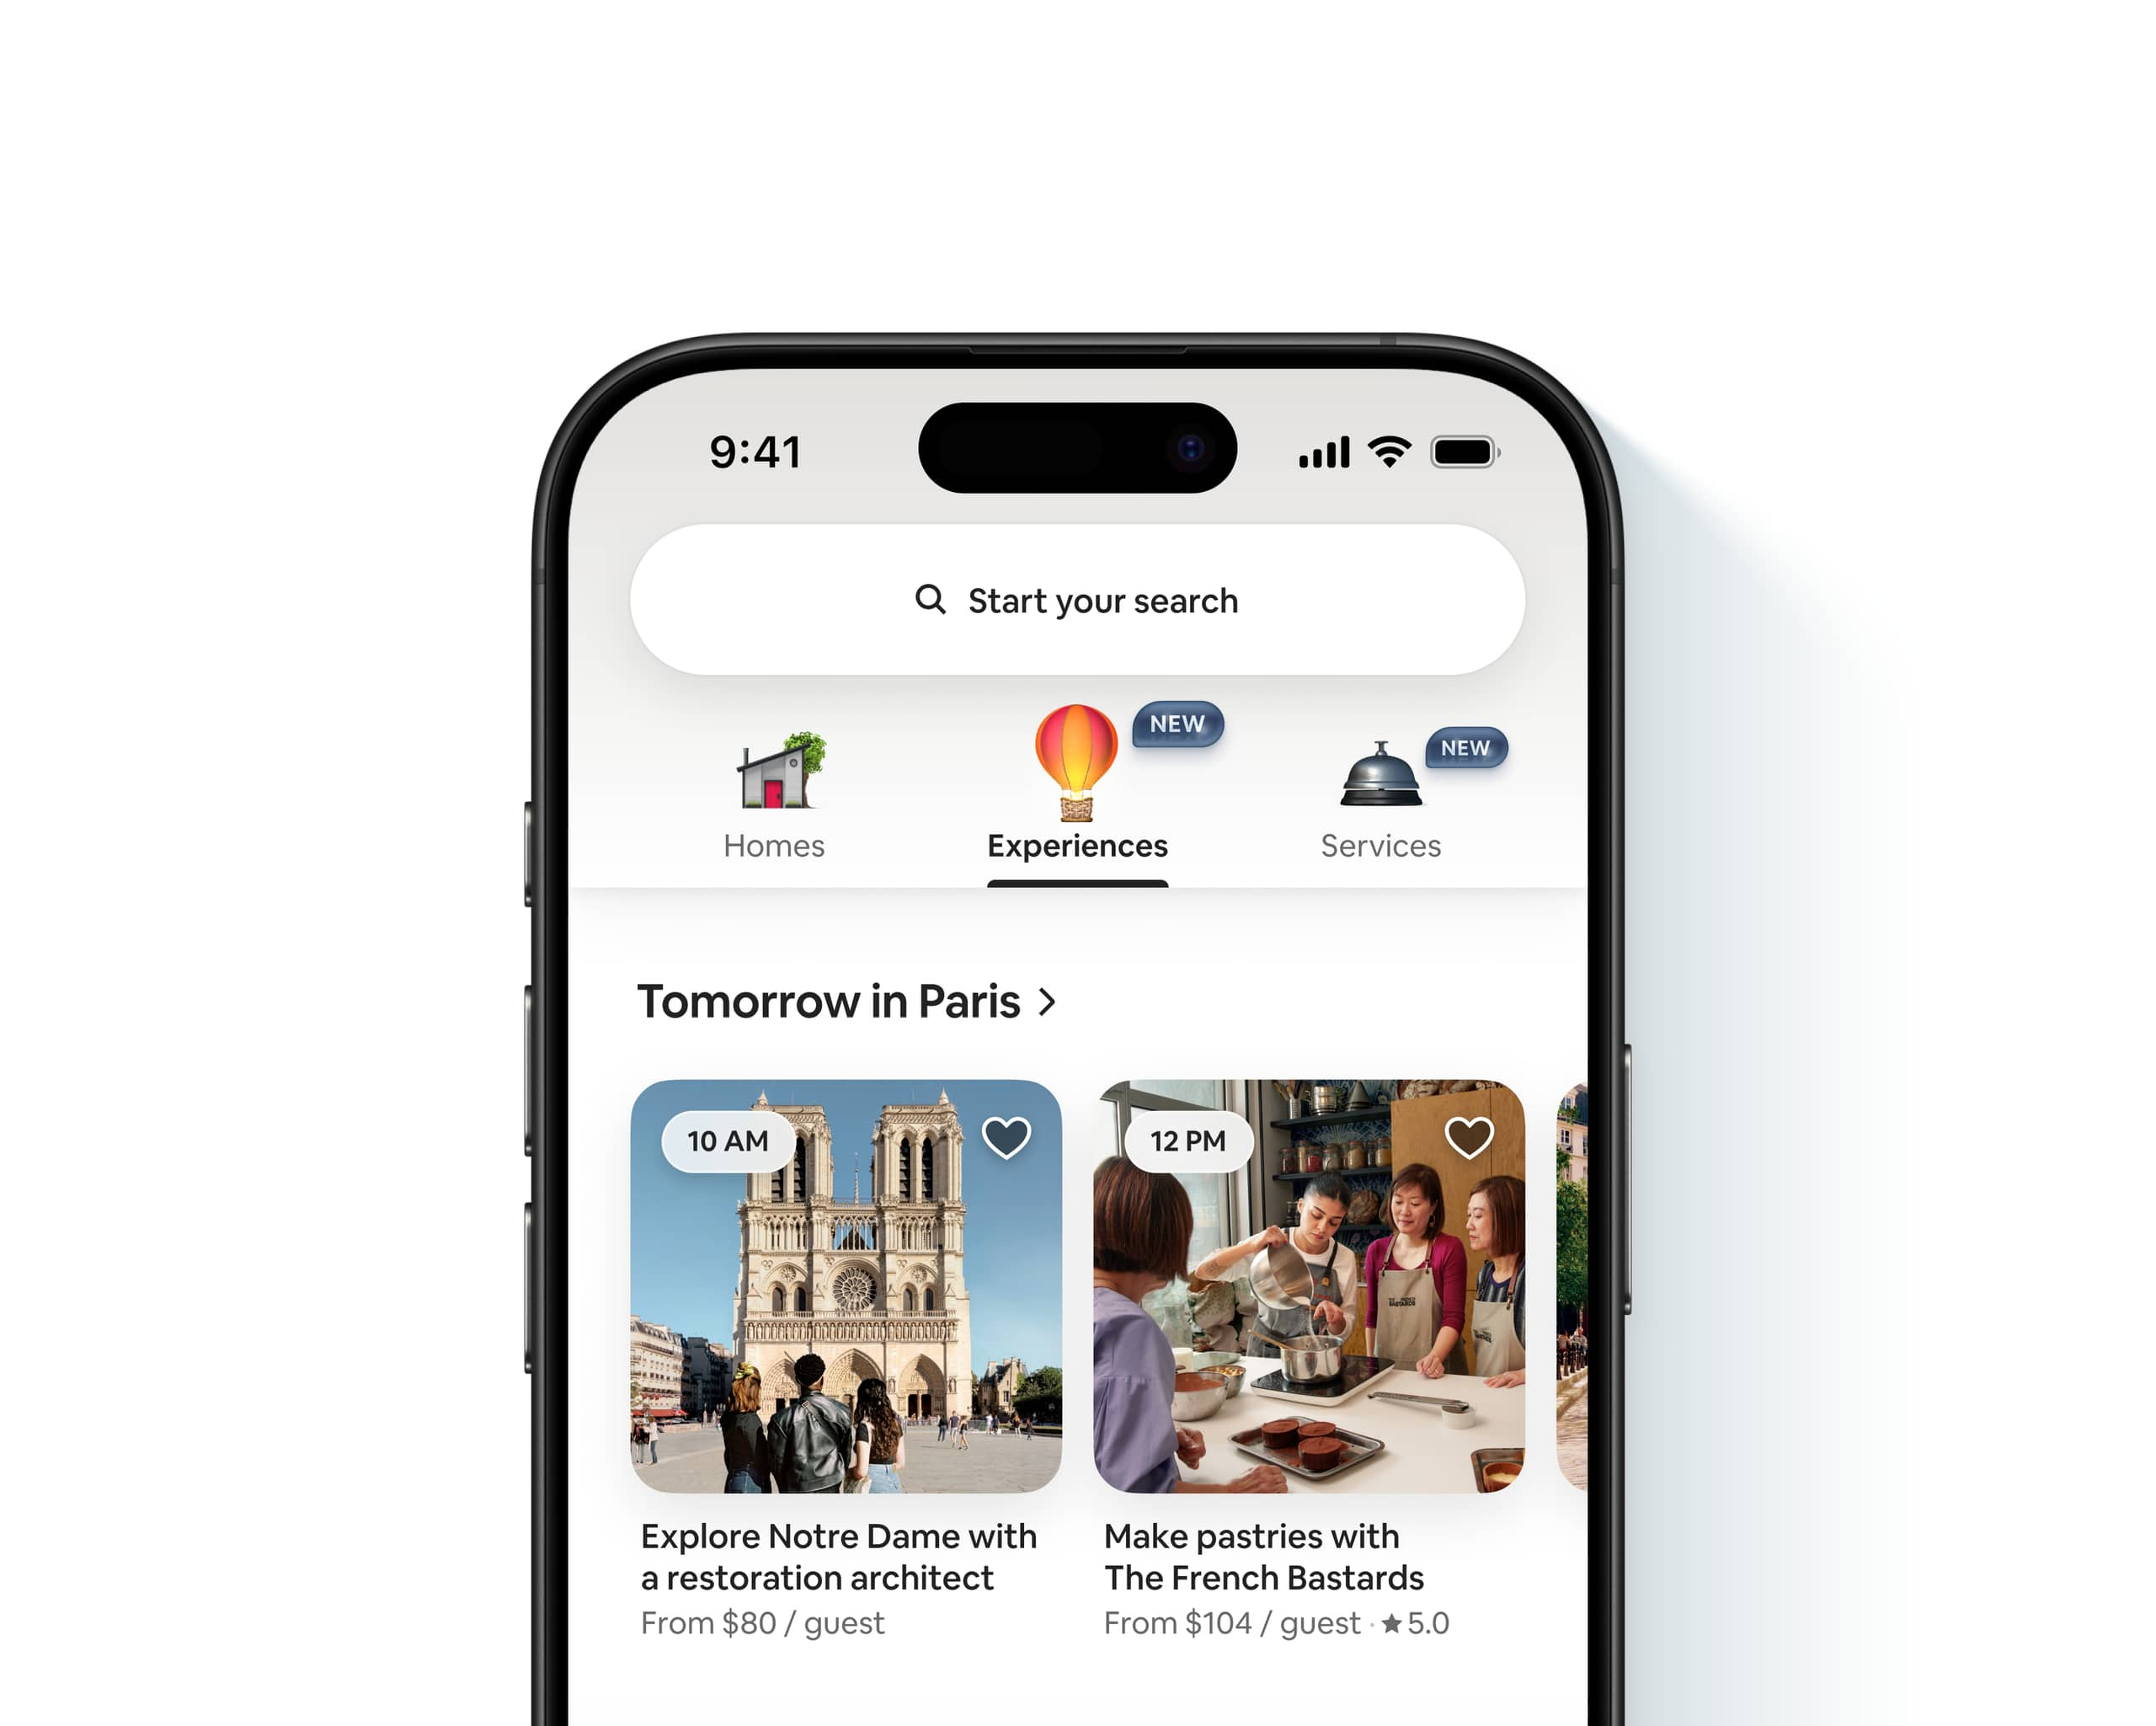 9:41
Start your search
NEW
NEW
Homes
Experiences
Services
Tomorrow in Paris
10 AM
12 PM
Explore Notre Dame with
a restoration architect
From $80 / guest
Make pastries with
The French Bastards
From $104 / guest · ★ 5.0